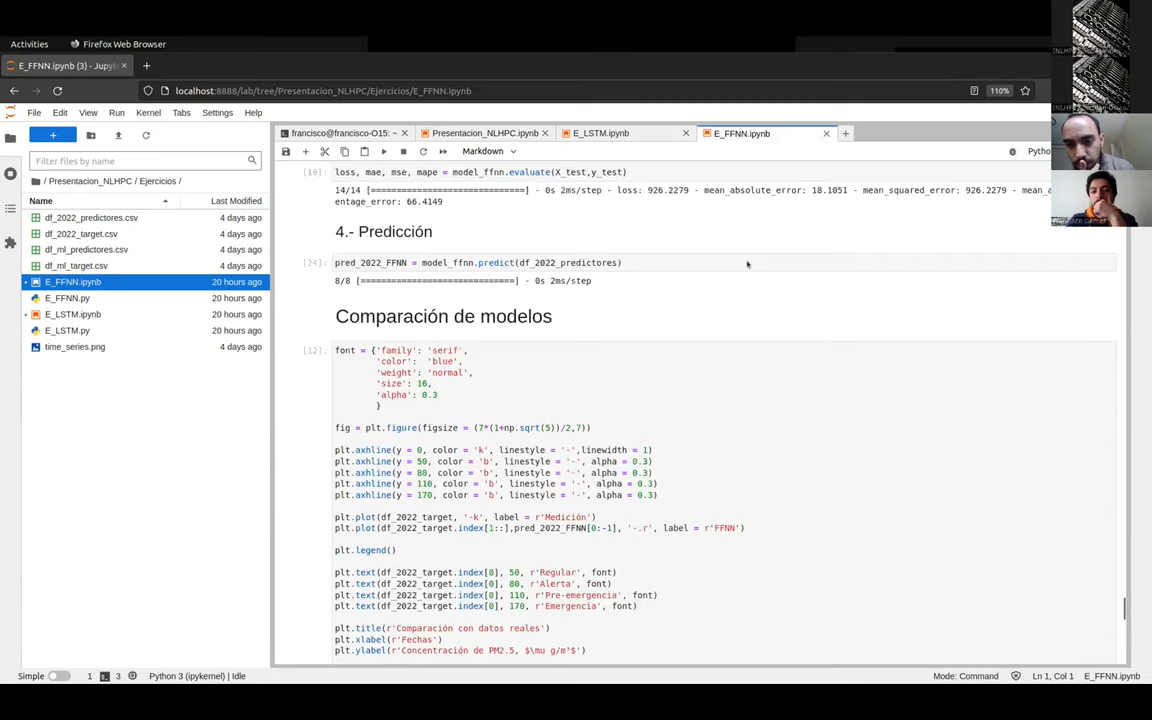 Activities
Firefox Web Browser
E_FFNN.ipynb (3) - Jupyt
localhost:8888/lab/tree/Presentacion_NLHPC/Ejercicios/E_FFNN.ipynb
110%
File Edit View Run Kernel Tabs Settings Help
francisco@francisco-O15: ~
Presentacion_NLHPC.ipynb
E_LSTM.ipynb
E_FFNN.ipynb
Filter files by name
Markdown
Pytho
/ Presentacion_NLHPC / Ejercicios /
Name Last Modified
df_2022_predictores.csv 4 days ago
df_2022_target.csv 4 days ago
df_ml_predictores.csv 4 days ago
df_ml_target.csv 4 days ago
E_FFNN.ipynb 20 hours ago
E_FFNN.py 20 hours ago
E_LSTM.ipynb 20 hours ago
E_LSTM.py 20 hours ago
time_series.png 4 days ago
[18]: loss, mae, mse, mape = model_ffnn.evaluate(X_test,y_test)
14/14 [==============================] - 0s 2ms/step - loss: 926.2279 - mean_absolute_error: 18.1051 - mean_squared_error: 926.2279 - mean_a
entage_error: 66.4149
4.- Predicción
[24]: pred_2022_FFNN = model_ffnn.predict(df_2022_predictores)
8/8 [==============================] - 0s 2ms/step
Comparación de modelos
[12]: font = {'family': 'serif',
'color': 'blue',
'weight': 'normal',
'size': 16,
'alpha': 0.3
}
fig = plt.figure(figsize = (7*(1+np.sqrt(5))/2,7))
plt.axhline(y = 0, color = 'k', linestyle = '-',linewidth = 1)
plt.axhline(y = 50, color = 'b', linestyle = '-', alpha = 0.3)
plt.axhline(y = 80, color = 'b', linestyle = '-', alpha = 0.3)
plt.axhline(y = 110, color = 'b', linestyle = '-', alpha = 0.3)
plt.axhline(y = 170, color = 'b', linestyle = '-', alpha = 0.3)
plt.plot(df_2022_target, '-k', label = r'Medición')
plt.plot(df_2022_target.index[1::],pred_2022_FFNN[0:-1], '-.r', label = r'FFNN')
plt.legend()
plt.text(df_2022_target.index[0], 50, r'Regular', font)
plt.text(df_2022_target.index[0], 80, r'Alerta', font)
plt.text(df_2022_target.index[0], 110, r'Pre-emergencia', font)
plt.text(df_2022_target.index[0], 170, r'Emergencia', font)
plt.title(r'Comparación con datos reales')
plt.xlabel(r'Fechas')
plt.ylabel(r'Concentración de PM2.5, $\mu g/m³$')
Simple 1 3 Python 3 (ipykernel) | Idle
Mode: Command Ln 1, Col 1 E_FFNN.ipynb